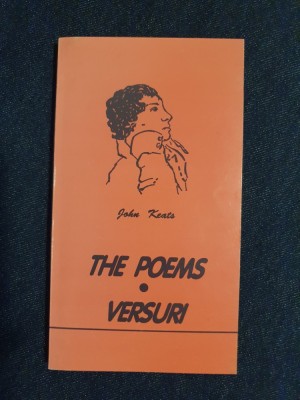 John Keats
THE POEMS
•
VERSURI